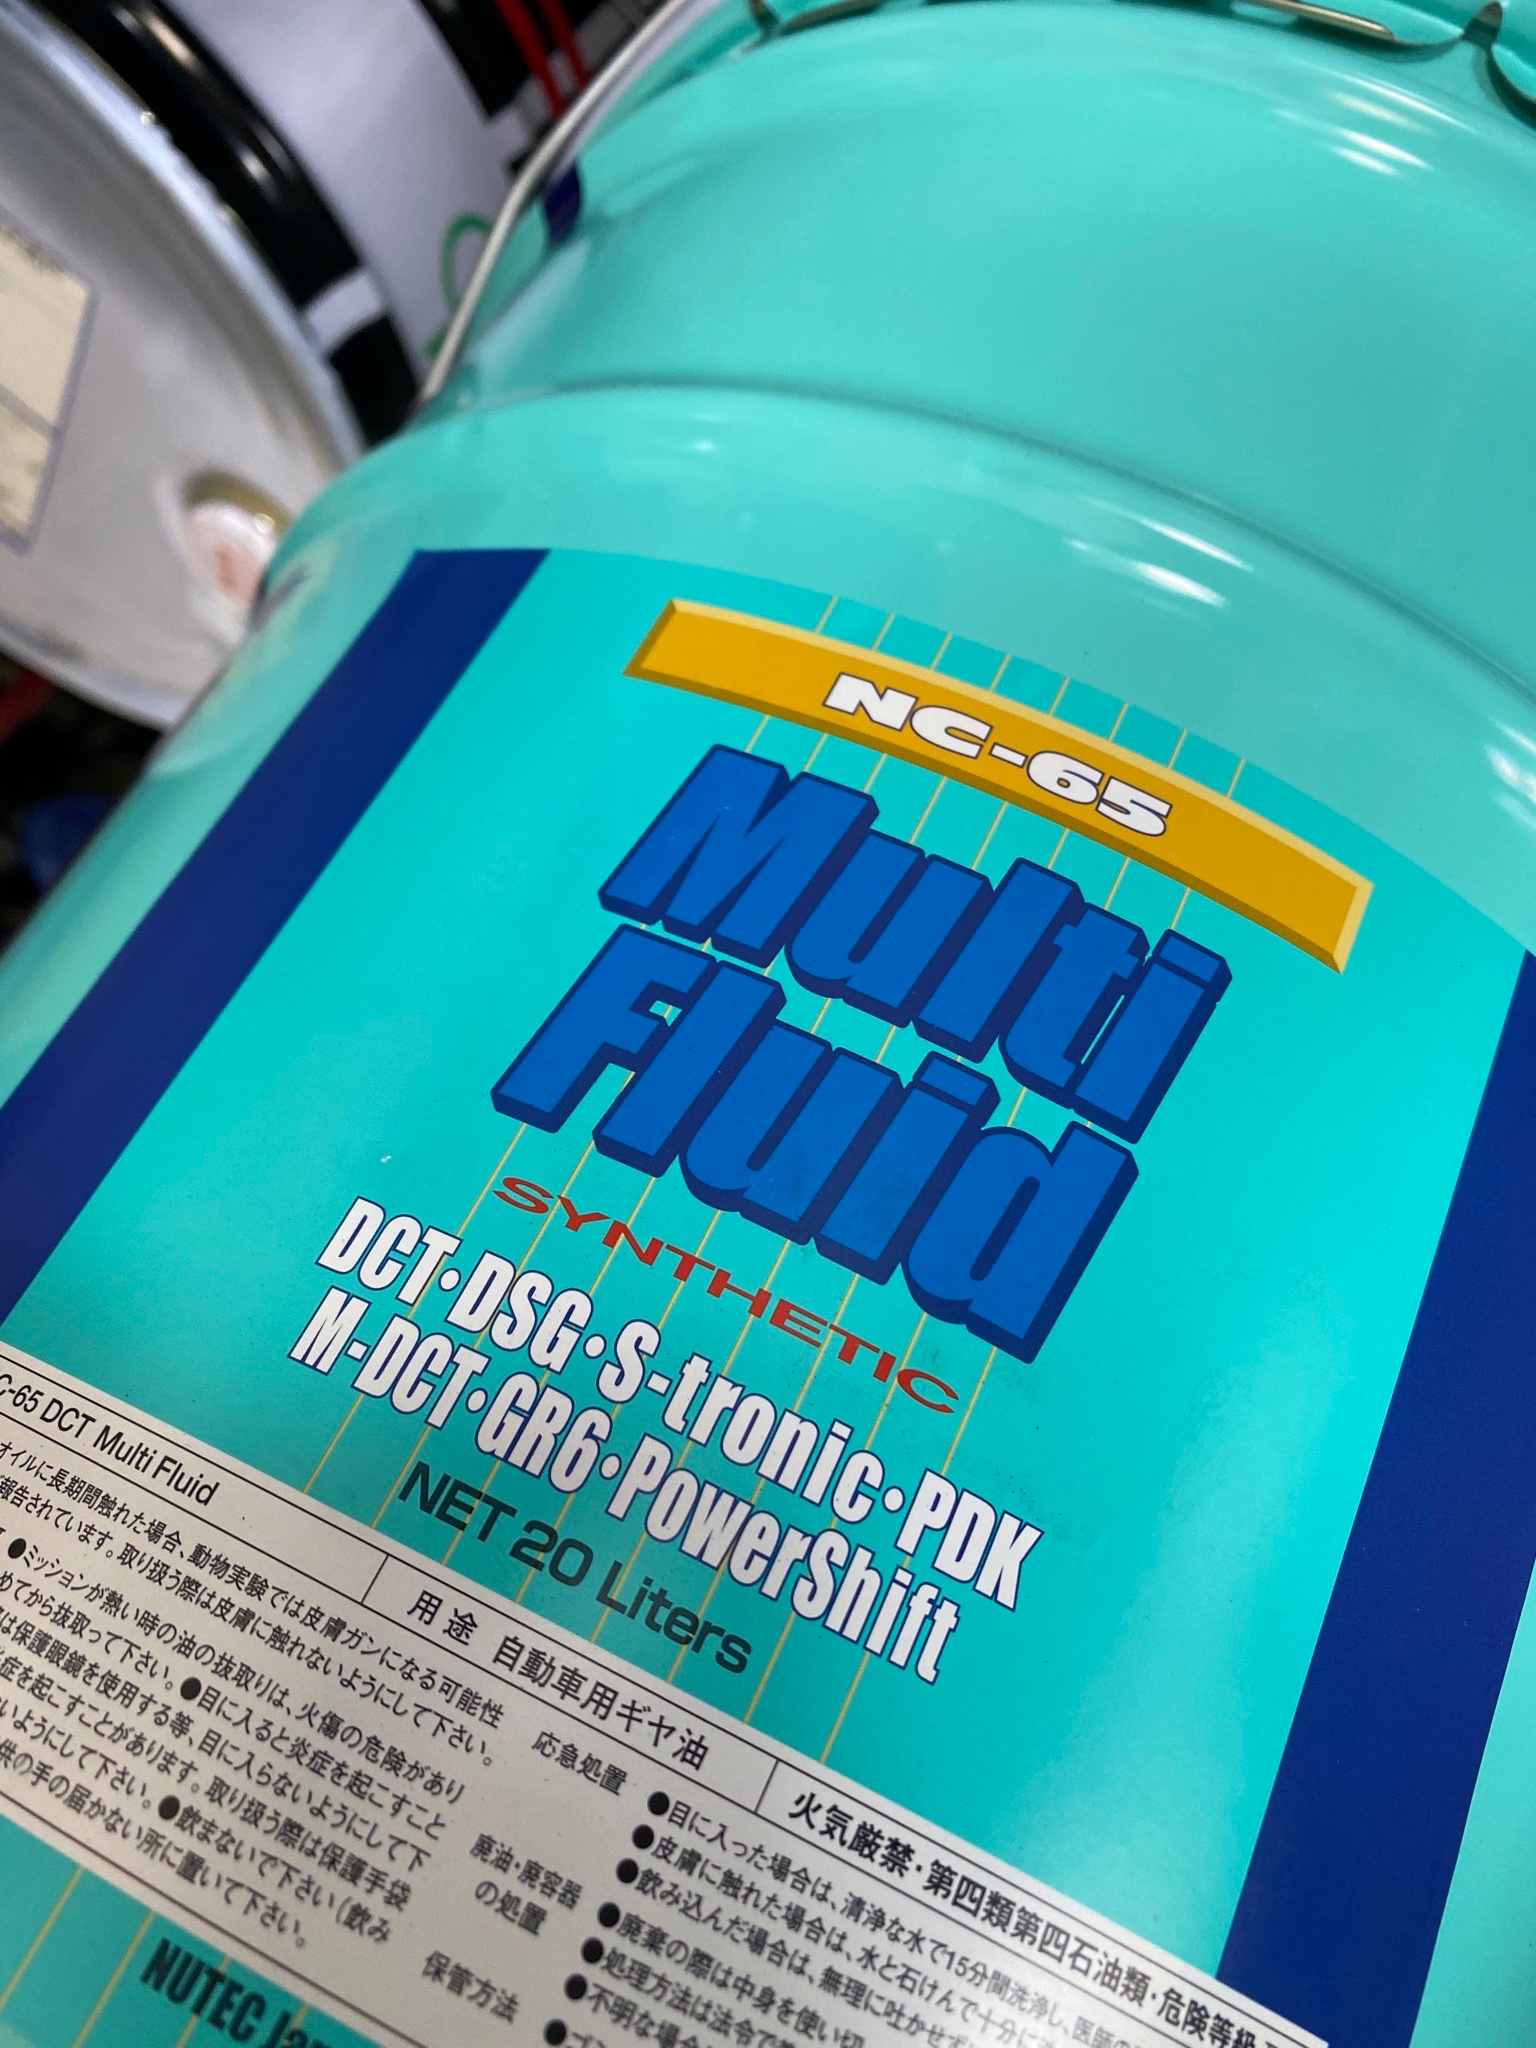 NC-65
Multi
Fluid
SYNTHETIC
DCT・DSG・S-tronic・PDK
M-DCT・GR6・PowerShift
NET 20 Liters
C-65 DCT Multi Fluid
用途 自動車用ギヤ油
火気厳禁・第四類第四石油類・危険等級
オイルに長期間触れた場合、動物実験では皮膚ガンになる可能性
報告されています。取り扱う際は皮膚に触れないようにして下さい。
●ミッションが熱い時の油の抜取りは、火傷の危険があり
めてから抜取って下さい。●目に入ると炎症を起こすこと
は保護眼鏡を使用する等、目に入らないようにして下
炎症を起こすことがあります。取り扱う際は保護手袋
いようにして下さい。●飲まないで下さい(飲み
供の手の届かない所に置いて下さい。
応急処置
●目に入った場合は、清浄な水で15分間洗浄し、医師の
●皮膚に触れた場合は、水と石けんで十分に
●飲み込んだ場合は、無理に吐かせず
廃油・廃容器
の処置
●廃棄の際は中身を使い切
●処理方法は法令で
●不明な場合
保管方法
NUTEC